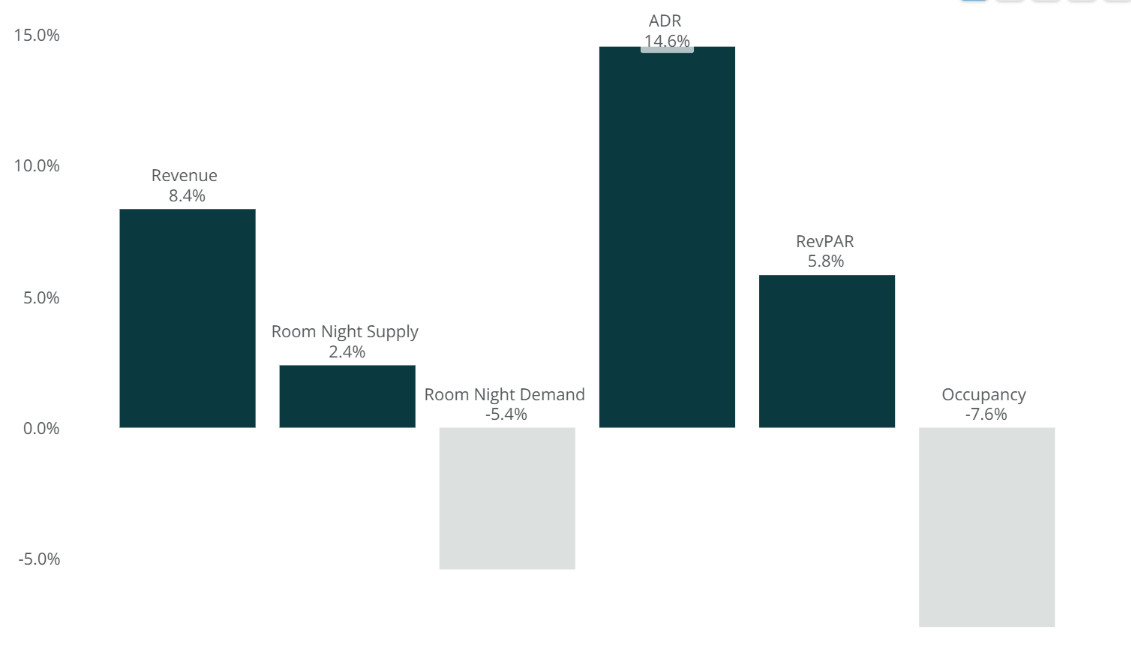 15.0%
10.0%
5.0%
0.0%
-5.0%
Revenue
8.4%
Room Night Supply
2.4%
Room Night Demand
-5.4%
ADR
14.6%
RevPAR
5.8%
Occupancy
-7.6%